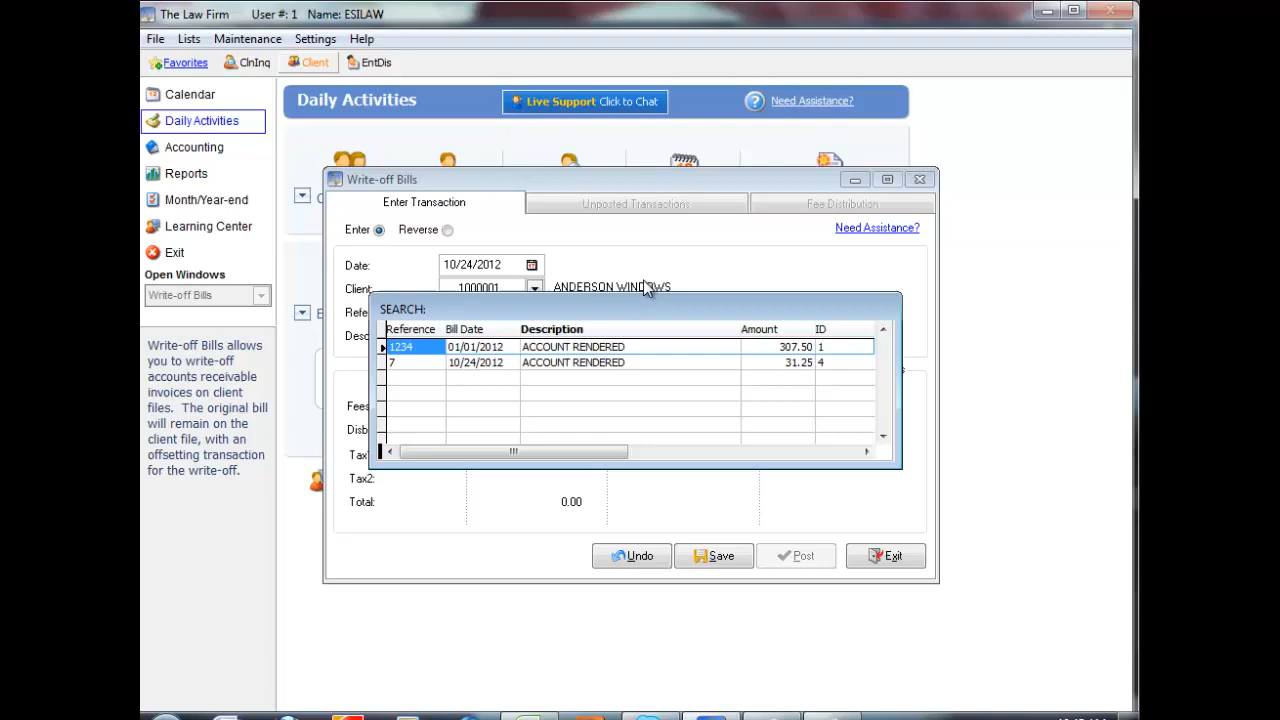 The Law Firm User #: 1 Name: ESILAW
File Lists Maintenance Settings Help
Favorites ClnInq Client EntDis
Calendar
Daily Activities
Accounting
Reports
Month/Year-end
Learning Center
Exit
Open Windows
Write-off Bills
Write-off Bills allows
you to write-off
accounts receivable
invoices on client
files. The original bill
will remain on the
client file, with an
offsetting transaction
for the write-off.
Daily Activities
Live Support Click to Chat
Need Assistance?
Write-off Bills
Enter Transaction Unposted Transactions Fee Distribution
Enter Reverse Need Assistance?
Date: 10/24/2012
Client: 1000001 ANDERSON WINDOWS
SEARCH:
Reference Bill Date Description Amount ID
1234 01/01/2012 ACCOUNT RENDERED 307.50 1
7 10/24/2012 ACCOUNT RENDERED 31.25 4
Fees
Tax2:
Total: 0.00
Undo Save Post Exit